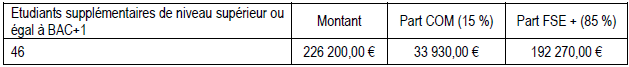 Etudiants supplémentaires de niveau supérieur ou égal à BAC+1 Montant Part COM (15 %) Part FSE + (85 %)
46 226 200,00 € 33 930,00 € 192 270,00 €